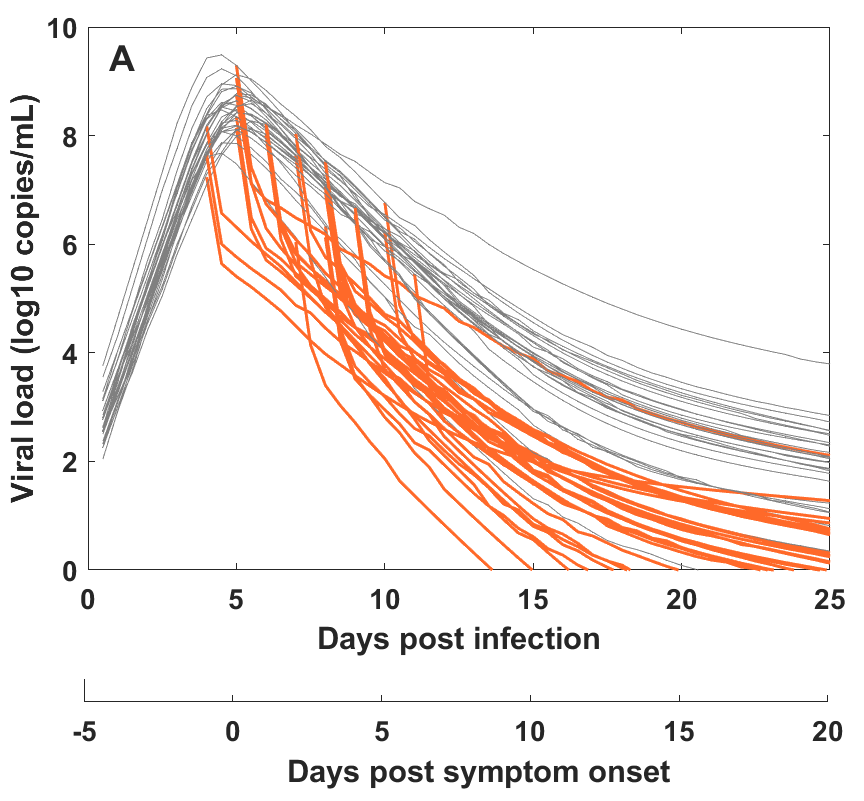 A
Viral load (log10 copies/mL)
10
8
6
4
2
0
0 5 10 15 20 25
Days post infection
-5 0 5 10 15 20
Days post symptom onset